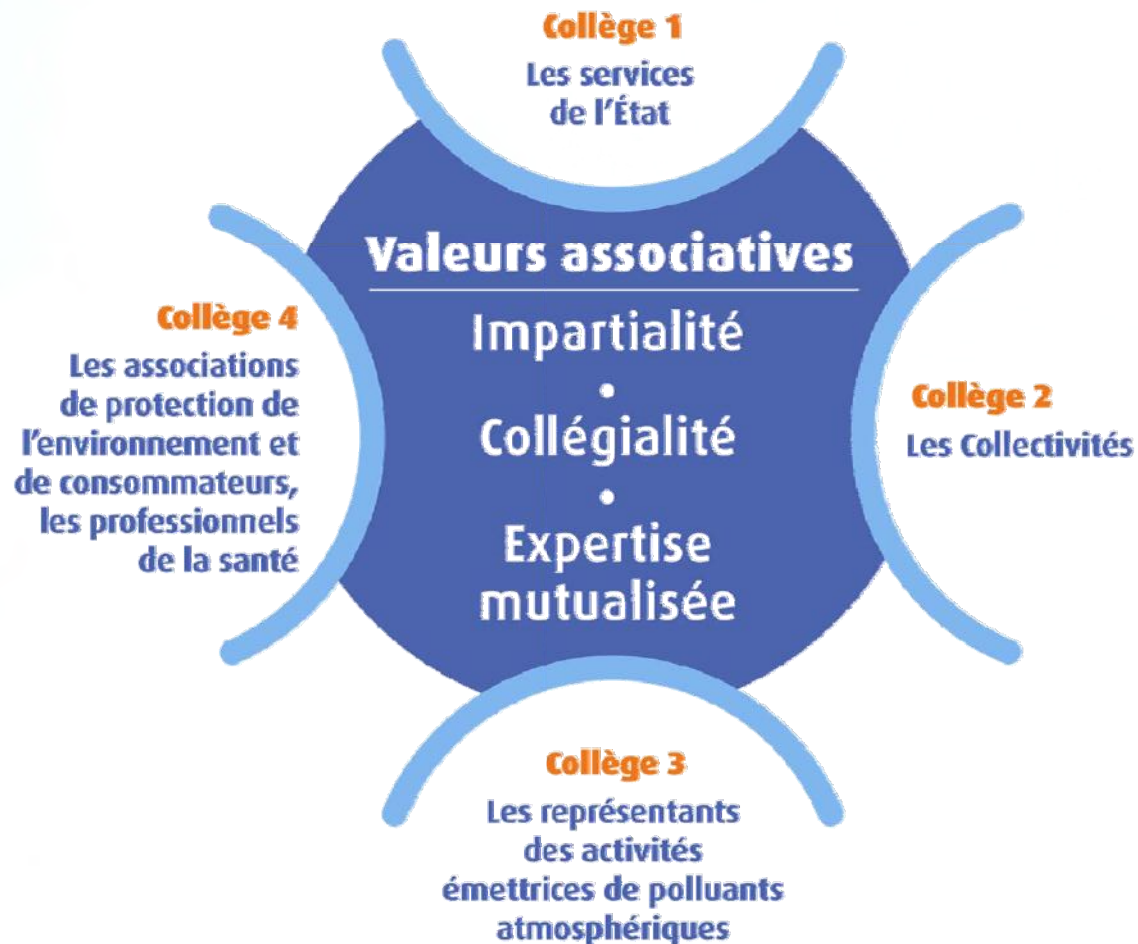 Collège 1
Les services
de l'État
Valeurs associatives
Impartialité
•
Collégialité
•
Expertise
mutualisée
Collège 4
Les associations
de protection de
l'environnement et
de consommateurs,
les professionnels
de la santé
Collège 2
Les Collectivités
Collège 3
Les représentants
des activités
émettrices de polluants
atmosphériques